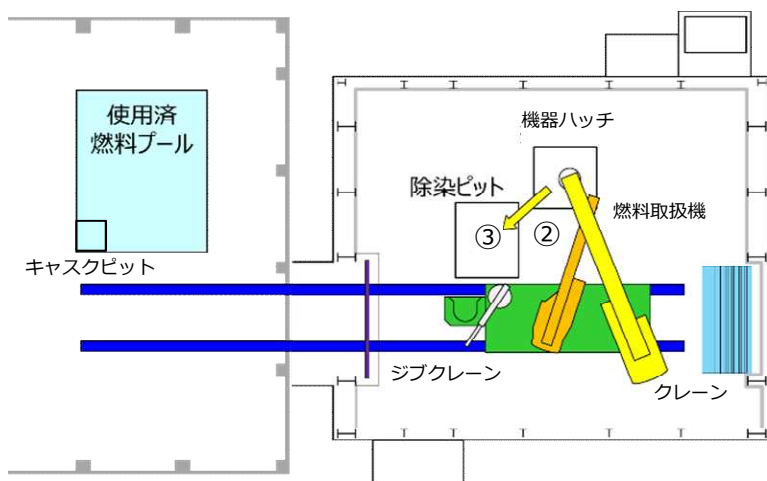 使用済
燃料プール
キャスクピット
機器ハッチ
除染ピット
燃料取扱機
③
②
ジブクレーン
クレーン